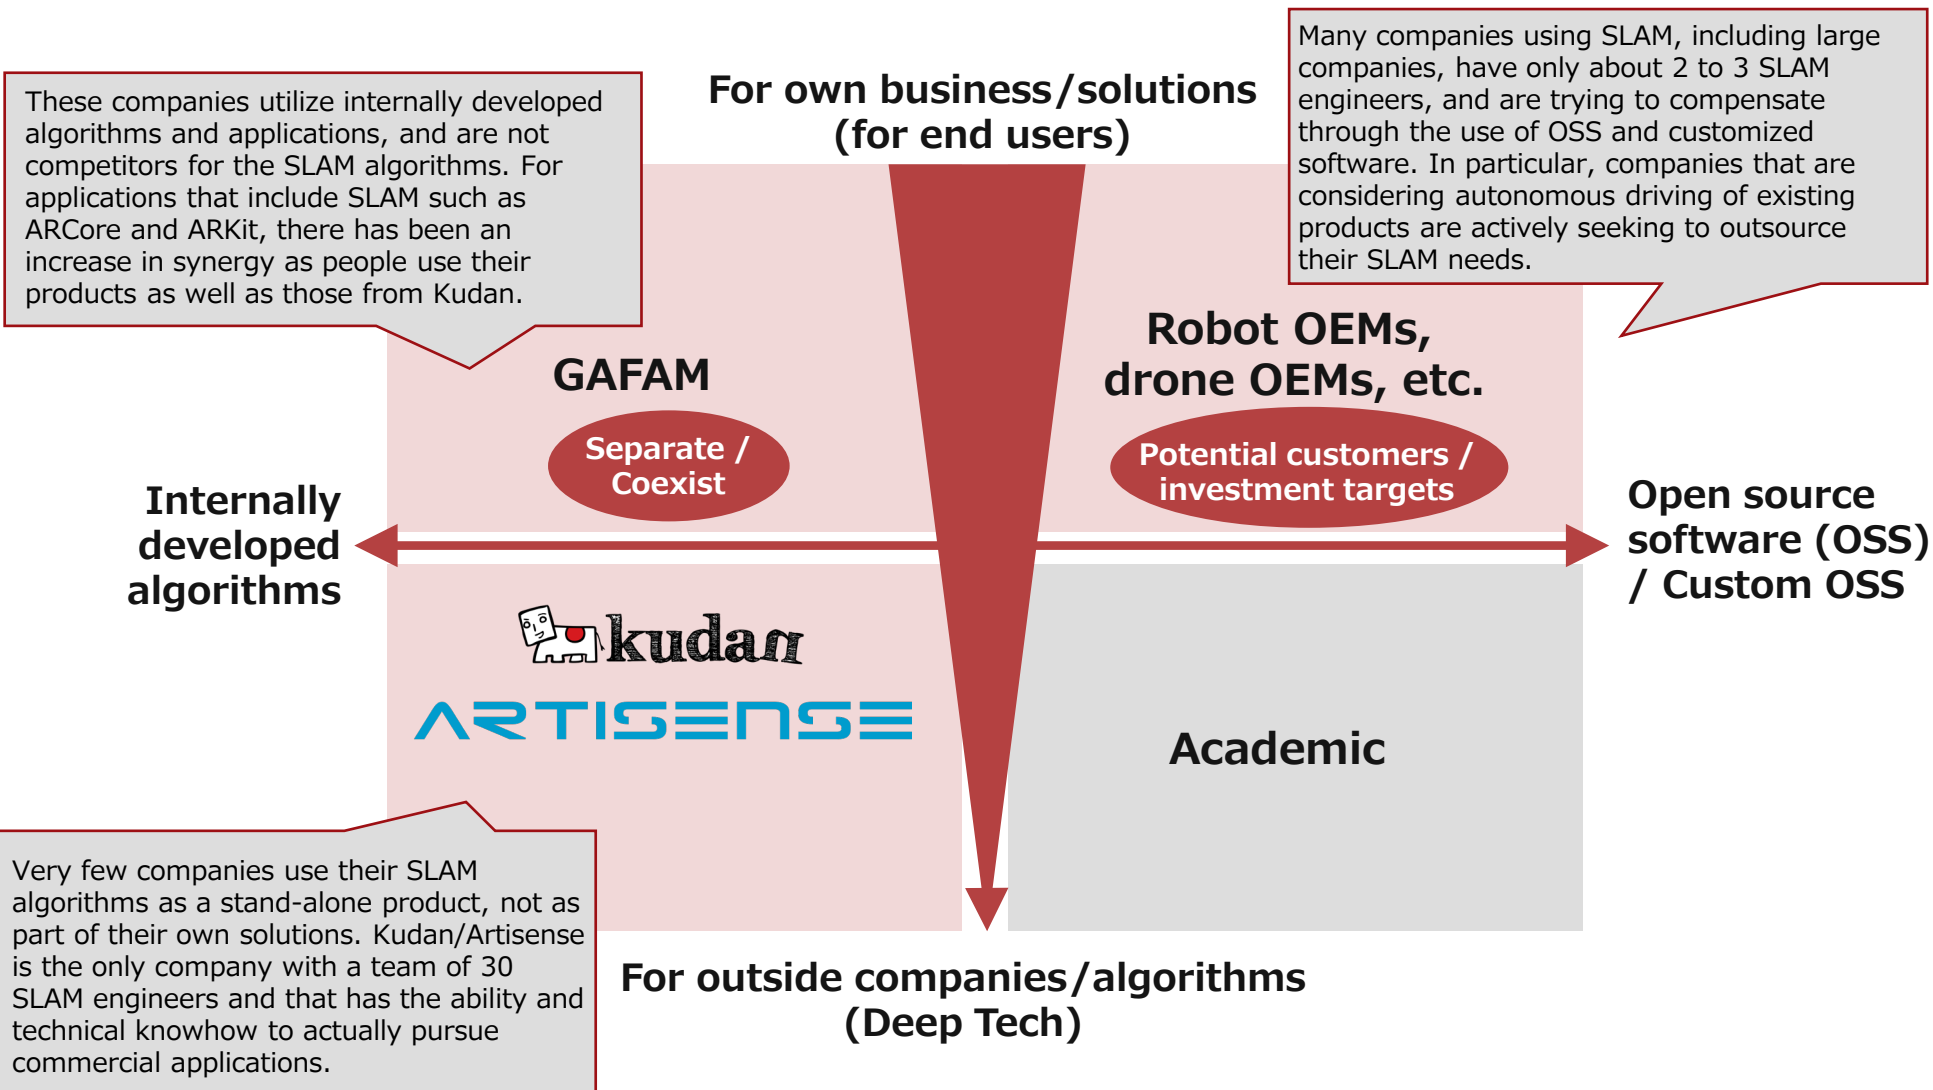 These companies utilize internally developed
algorithms and applications, and are not
competitors for the SLAM algorithms. For
applications that include SLAM such as
ARCore and ARKit, there has been an
increase in synergy as people use their
products as well as those from Kudan.
For own business/solutions
(for end users)
Many companies using SLAM, including large
companies, have only about 2 to 3 SLAM
engineers, and are trying to compensate
through the use of OSS and customized
software. In particular, companies that are
considering autonomous driving of existing
products are actively seeking to outsource
their SLAM needs.
GAFAM
Separate /
Coexist
Robot OEMs,
drone OEMs, etc.
Potential customers /
investment targets
Internally
developed
algorithms
Open source
software (OSS)
/ Custom OSS
kudan
ARTISENSE
Academic
Very few companies use their SLAM
algorithms as a stand-alone product, not as
part of their own solutions. Kudan/Artisense
is the only company with a team of 30
SLAM engineers and that has the ability and
technical knowhow to actually pursue
commercial applications.
For outside companies/algorithms
(Deep Tech)